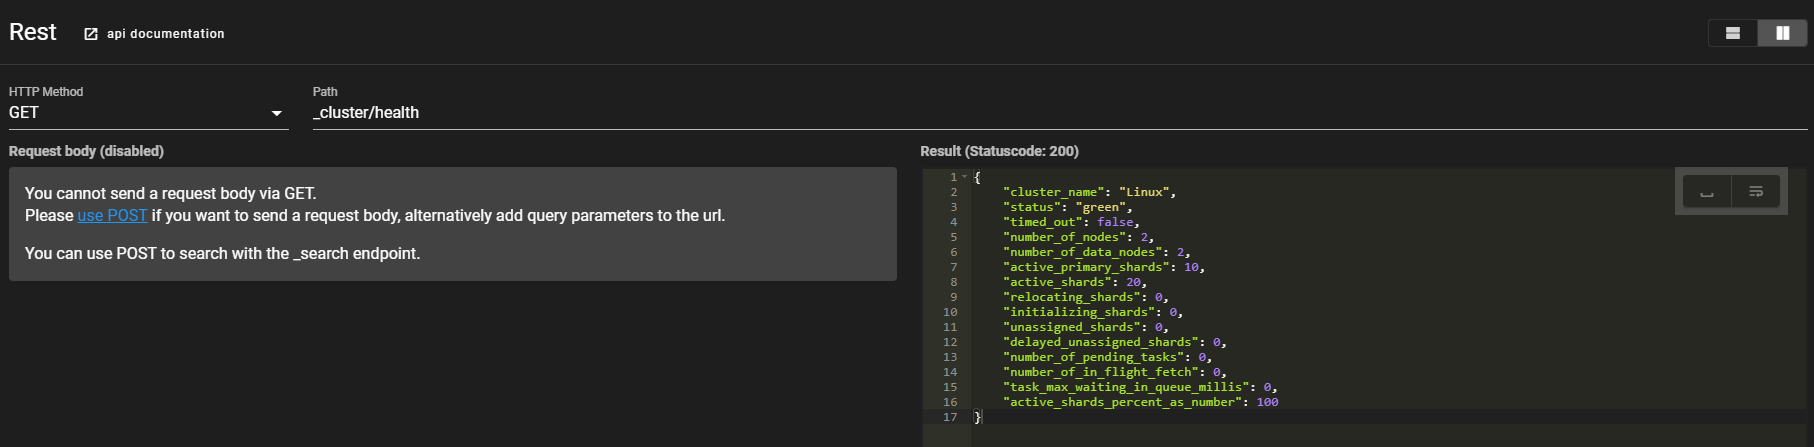 Rest
api documentation
HTTP Method
Path
GET
_cluster/health
Request body (disabled)
You cannot send a request body via GET.
Please use POST if you want to send a request body, alternatively add query parameters to the url.
You can use POST to search with the _search endpoint.
Result (Statuscode: 200)
1 {
2 "cluster_name": "Linux",
3 "status": "green",
4 "timed_out": false,
5 "number_of_nodes": 2,
6 "number_of_data_nodes": 2,
7 "active_primary_shards": 10,
8 "active_shards": 20,
9 "relocating_shards": 0,
10 "initializing_shards": 0,
11 "unassigned_shards": 0,
12 "delayed_unassigned_shards": 0,
13 "number_of_pending_tasks": 0,
14 "number_of_in_flight_fetch": 0,
15 "task_max_waiting_in_queue_millis": 0,
16 "active_shards_percent_as_number": 100
17 }